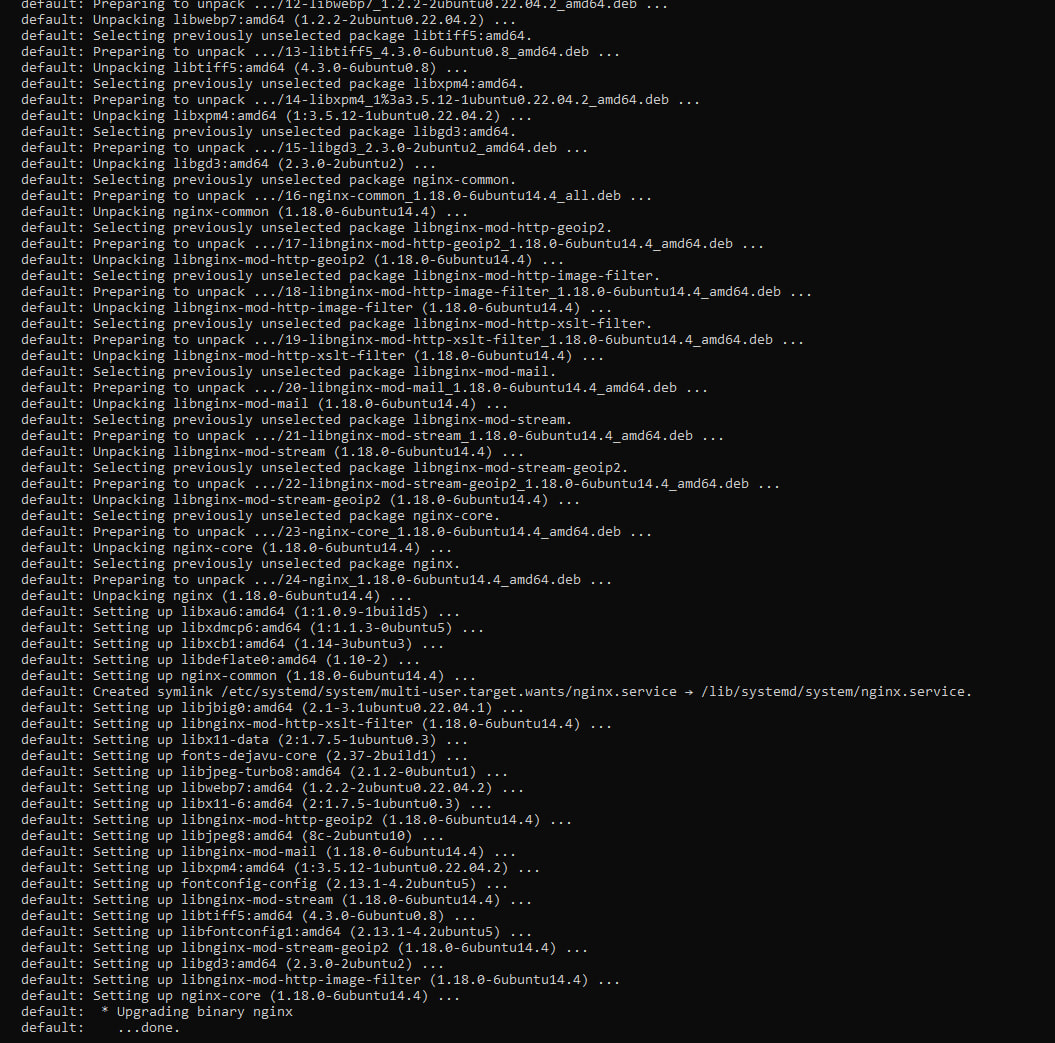 default: Preparing to unpack .../12-libwebp7_1.2.2-2ubuntu0.22.04.2_amd64.deb ...
default: Unpacking libwebp7:amd64 (1.2.2-2ubuntu0.22.04.2) ...
default: Selecting previously unselected package libtiff5:amd64.
default: Preparing to unpack .../13-libtiff5_4.3.0-6ubuntu0.8_amd64.deb ...
default: Unpacking libtiff5:amd64 (4.3.0-6ubuntu0.8) ...
default: Selecting previously unselected package libxpm4:amd64.
default: Preparing to unpack .../14-libxpm4_1%3a3.5.12-1ubuntu0.22.04.2_amd64.deb ...
default: Unpacking libxpm4:amd64 (1:3.5.12-1ubuntu0.22.04.2) ...
default: Selecting previously unselected package libgd3:amd64.
default: Preparing to unpack .../15-libgd3_2.3.0-2ubuntu2_amd64.deb ...
default: Unpacking libgd3:amd64 (2.3.0-2ubuntu2) ...
default: Selecting previously unselected package nginx-common.
default: Preparing to unpack .../16-nginx-common_1.18.0-6ubuntu14.4_all.deb ...
default: Unpacking nginx-common (1.18.0-6ubuntu14.4) ...
default: Selecting previously unselected package libnginx-mod-http-geoip2.
default: Preparing to unpack .../17-libnginx-mod-http-geoip2_1.18.0-6ubuntu14.4_amd64.deb ...
default: Unpacking libnginx-mod-http-geoip2 (1.18.0-6ubuntu14.4) ...
default: Selecting previously unselected package libnginx-mod-http-image-filter.
default: Preparing to unpack .../18-libnginx-mod-http-image-filter_1.18.0-6ubuntu14.4_amd64.deb ...
default: Unpacking libnginx-mod-http-image-filter (1.18.0-6ubuntu14.4) ...
default: Selecting previously unselected package libnginx-mod-http-xslt-filter.
default: Preparing to unpack .../19-libnginx-mod-http-xslt-filter_1.18.0-6ubuntu14.4_amd64.deb ...
default: Unpacking libnginx-mod-http-xslt-filter (1.18.0-6ubuntu14.4) ...
default: Selecting previously unselected package libnginx-mod-mail.
default: Preparing to unpack .../20-libnginx-mod-mail_1.18.0-6ubuntu14.4_amd64.deb ...
default: Unpacking libnginx-mod-mail (1.18.0-6ubuntu14.4) ...
default: Selecting previously unselected package libnginx-mod-stream.
default: Preparing to unpack .../21-libnginx-mod-stream_1.18.0-6ubuntu14.4_amd64.deb ...
default: Unpacking libnginx-mod-stream (1.18.0-6ubuntu14.4) ...
default: Selecting previously unselected package libnginx-mod-stream-geoip2.
default: Preparing to unpack .../22-libnginx-mod-stream-geoip2_1.18.0-6ubuntu14.4_amd64.deb ...
default: Unpacking libnginx-mod-stream-geoip2 (1.18.0-6ubuntu14.4) ...
default: Selecting previously unselected package nginx-core.
default: Preparing to unpack .../23-nginx-core_1.18.0-6ubuntu14.4_amd64.deb ...
default: Unpacking nginx-core (1.18.0-6ubuntu14.4) ...
default: Selecting previously unselected package nginx.
default: Preparing to unpack .../24-nginx_1.18.0-6ubuntu14.4_amd64.deb ...
default: Unpacking nginx (1.18.0-6ubuntu14.4) ...
default: Setting up libxau6:amd64 (1:1.0.9-1build5) ...
default: Setting up libxdmcp6:amd64 (1:1.1.3-0ubuntu5) ...
default: Setting up libxcb1:amd64 (1.14-3ubuntu3) ...
default: Setting up libdeflate0:amd64 (1.10-2) ...
default: Setting up nginx-common (1.18.0-6ubuntu14.4) ...
default: Created symlink /etc/systemd/system/multi-user.target.wants/nginx.service → /lib/systemd/system/nginx.service.
default: Setting up libjbig0:amd64 (2.1-3.1ubuntu0.22.04.1) ...
default: Setting up libnginx-mod-http-xslt-filter (1.18.0-6ubuntu14.4) ...
default: Setting up libx11-data (2:1.7.5-1ubuntu0.3) ...
default: Setting up fonts-dejavu-core (2.37-2build1) ...
default: Setting up libjpeg-turbo8:amd64 (2.1.2-0ubuntu1) ...
default: Setting up libwebp7:amd64 (1.2.2-2ubuntu0.22.04.2) ...
default: Setting up libx11-6:amd64 (2:1.7.5-1ubuntu0.3) ...
default: Setting up libnginx-mod-http-geoip2 (1.18.0-6ubuntu14.4) ...
default: Setting up libjpeg8:amd64 (8c-2ubuntu10) ...
default: Setting up libnginx-mod-mail (1.18.0-6ubuntu14.4) ...
default: Setting up libxpm4:amd64 (1:3.5.12-1ubuntu0.22.04.2) ...
default: Setting up fontconfig-config (2.13.1-4.2ubuntu5) ...
default: Setting up libnginx-mod-stream (1.18.0-6ubuntu14.4) ...
default: Setting up libtiff5:amd64 (4.3.0-6ubuntu0.8) ...
default: Setting up libfontconfig1:amd64 (2.13.1-4.2ubuntu5) ...
default: Setting up libnginx-mod-stream-geoip2 (1.18.0-6ubuntu14.4) ...
default: Setting up libgd3:amd64 (2.3.0-2ubuntu2) ...
default: Setting up libnginx-mod-http-image-filter (1.18.0-6ubuntu14.4) ...
default: Setting up nginx-core (1.18.0-6ubuntu14.4) ...
default:  * Upgrading binary nginx
default:    ...done.